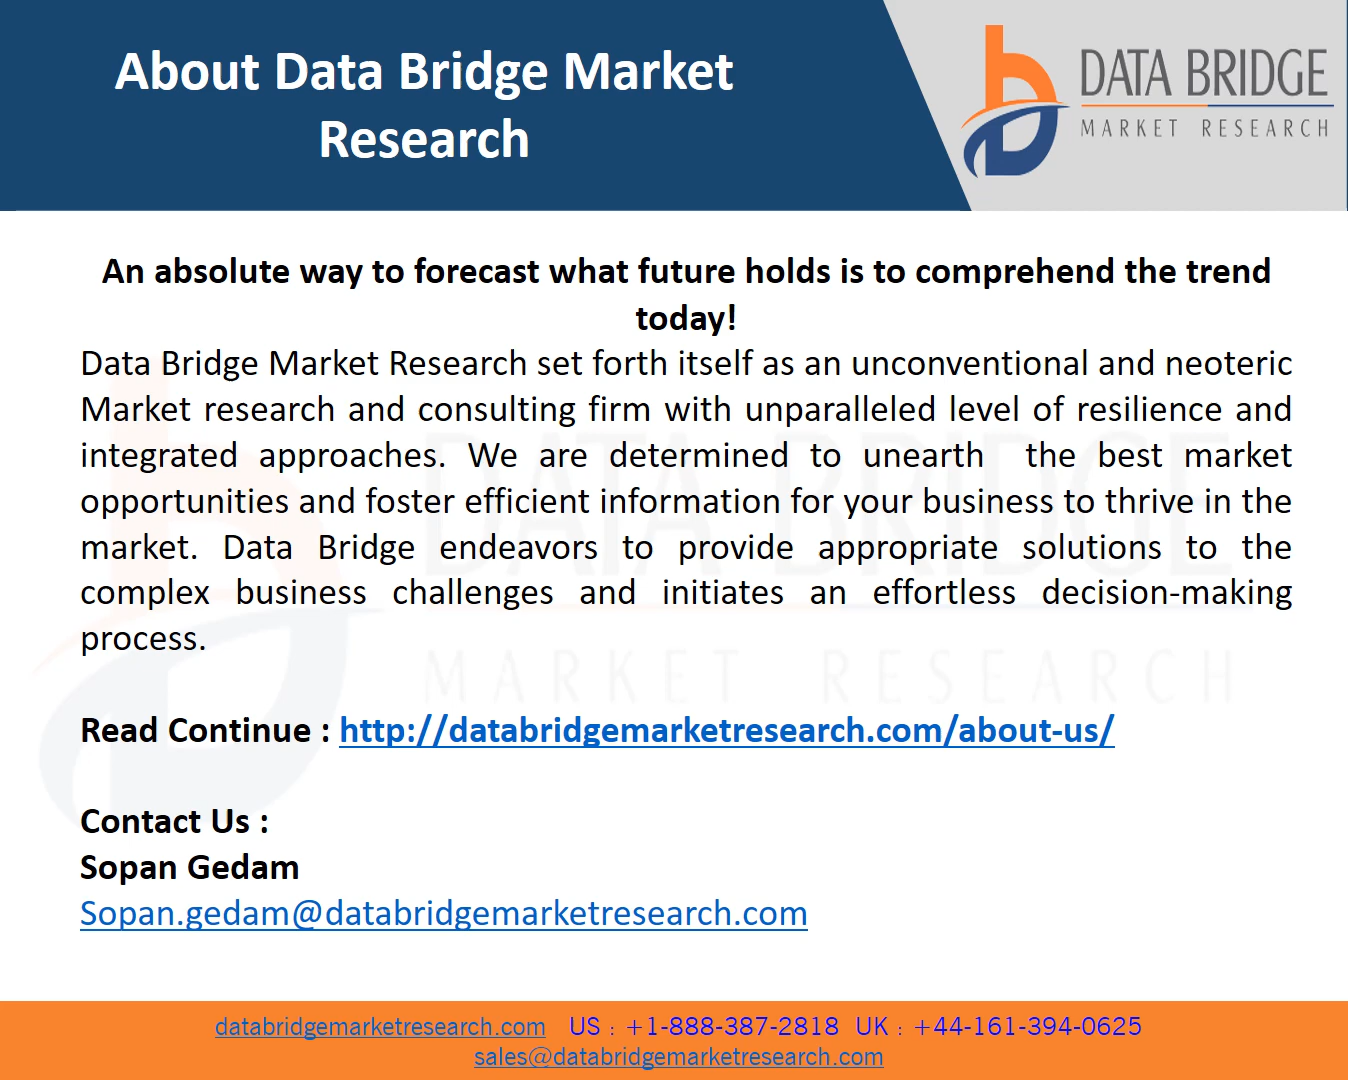 About Data Bridge Market
Research
DATA BRIDGE
MARKET RESEARCH
An absolute way to forecast what future holds is to comprehend the trend
today!
Data Bridge Market Research set forth itself as an unconventional and neoteric
Market research and consulting firm with unparalleled level of resilience and
integrated approaches. We are determined to unearth the best market
opportunities and foster efficient information for your business to thrive in the
market. Data Bridge endeavors to provide appropriate solutions to the
complex business challenges and initiates an effortless decision-making
process.
DATA BRIDGE
MARKET RESEARCH
Read Continue : http://databridgemarketresearch.com/about-us/
Contact Us :
Sopan Gedam
Sopan.gedam@databridgemarketresearch.com
databridgemarketresearch.com US : +1-888-387-2818 UK : +44-161-394-0625
sales@databridgemarketresearch.com